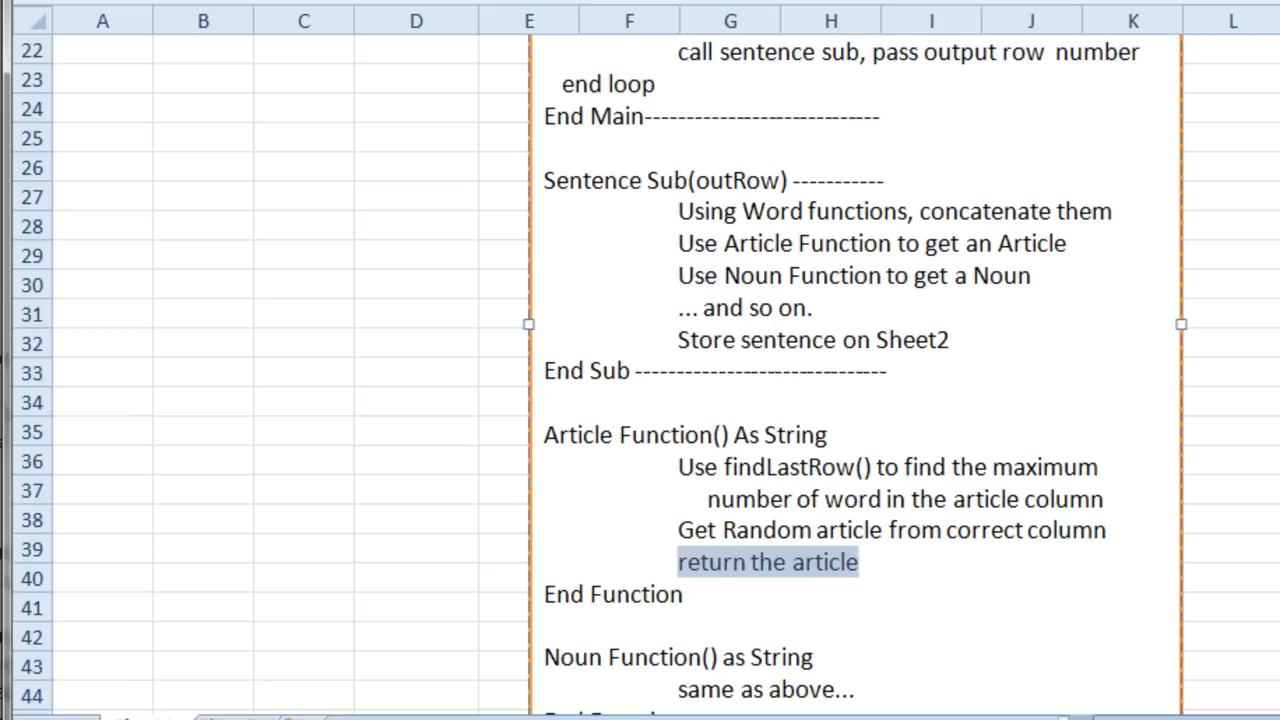 A B C D E F G H I J K L
22 call sentence sub, pass output row number
23 end loop
24 End Main----------------------------
25
26 Sentence Sub(outRow) -----------
27
28 Using Word functions, concatenate them
29 Use Article Function to get an Article
30 Use Noun Function to get a Noun
31 ... and so on.
32 Store sentence on Sheet2
33 End Sub ------------------------------
34
35 Article Function() As String
36 Use findLastRow() to find the maximum
37 number of word in the article column
38 Get Random article from correct column
39 return the article
40
41 End Function
42
43 Noun Function() as String
44 same as above...